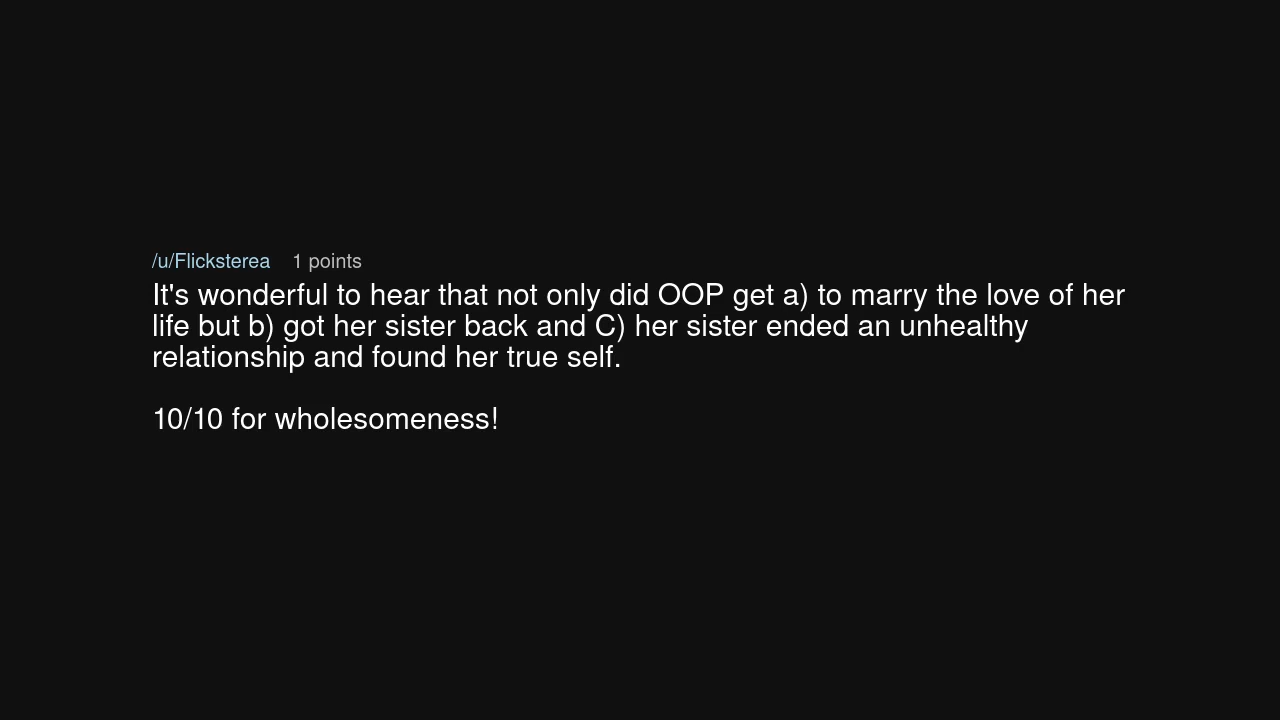 /u/Flicksterea 1 points
It's wonderful to hear that not only did OOP get a) to marry the love of her
life but b) got her sister back and C) her sister ended an unhealthy
relationship and found her true self.
10/10 for wholesomeness!